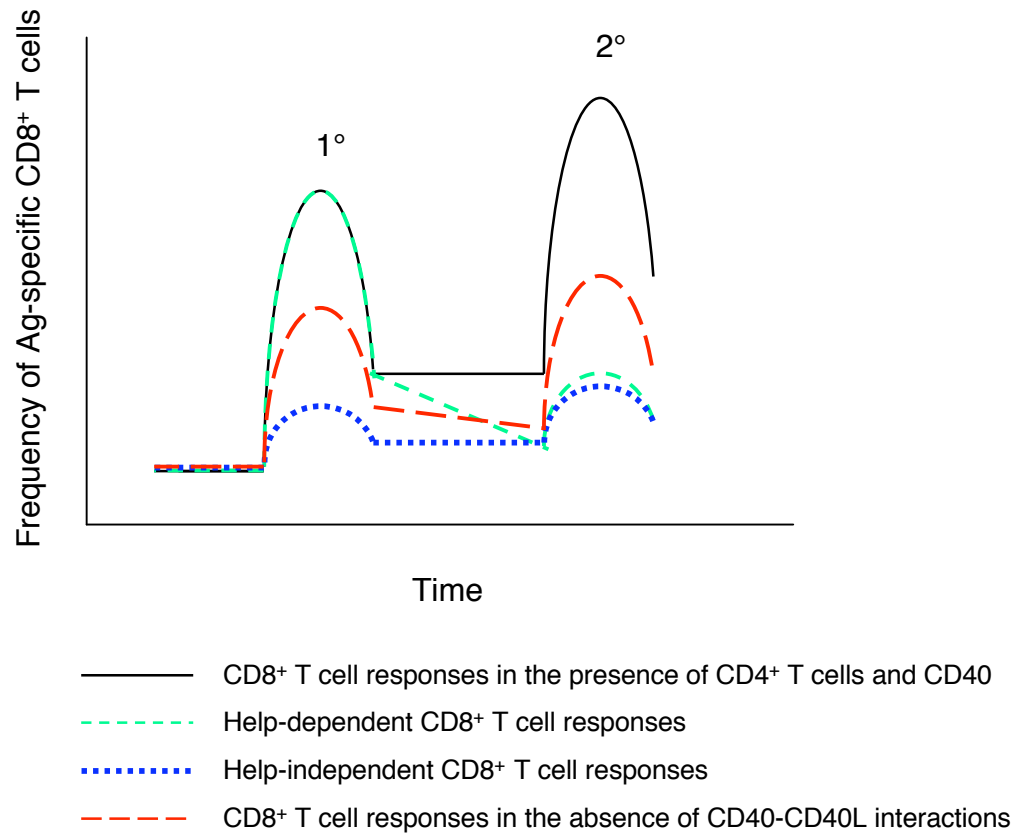 Frequency of Ag-specific CD8⁺ T cells
1°
2°
Time
CD8⁺ T cell responses in the presence of CD4⁺ T cells and CD40
Help-dependent CD8⁺ T cell responses
Help-independent CD8⁺ T cell responses
CD8⁺ T cell responses in the absence of CD40-CD40L interactions